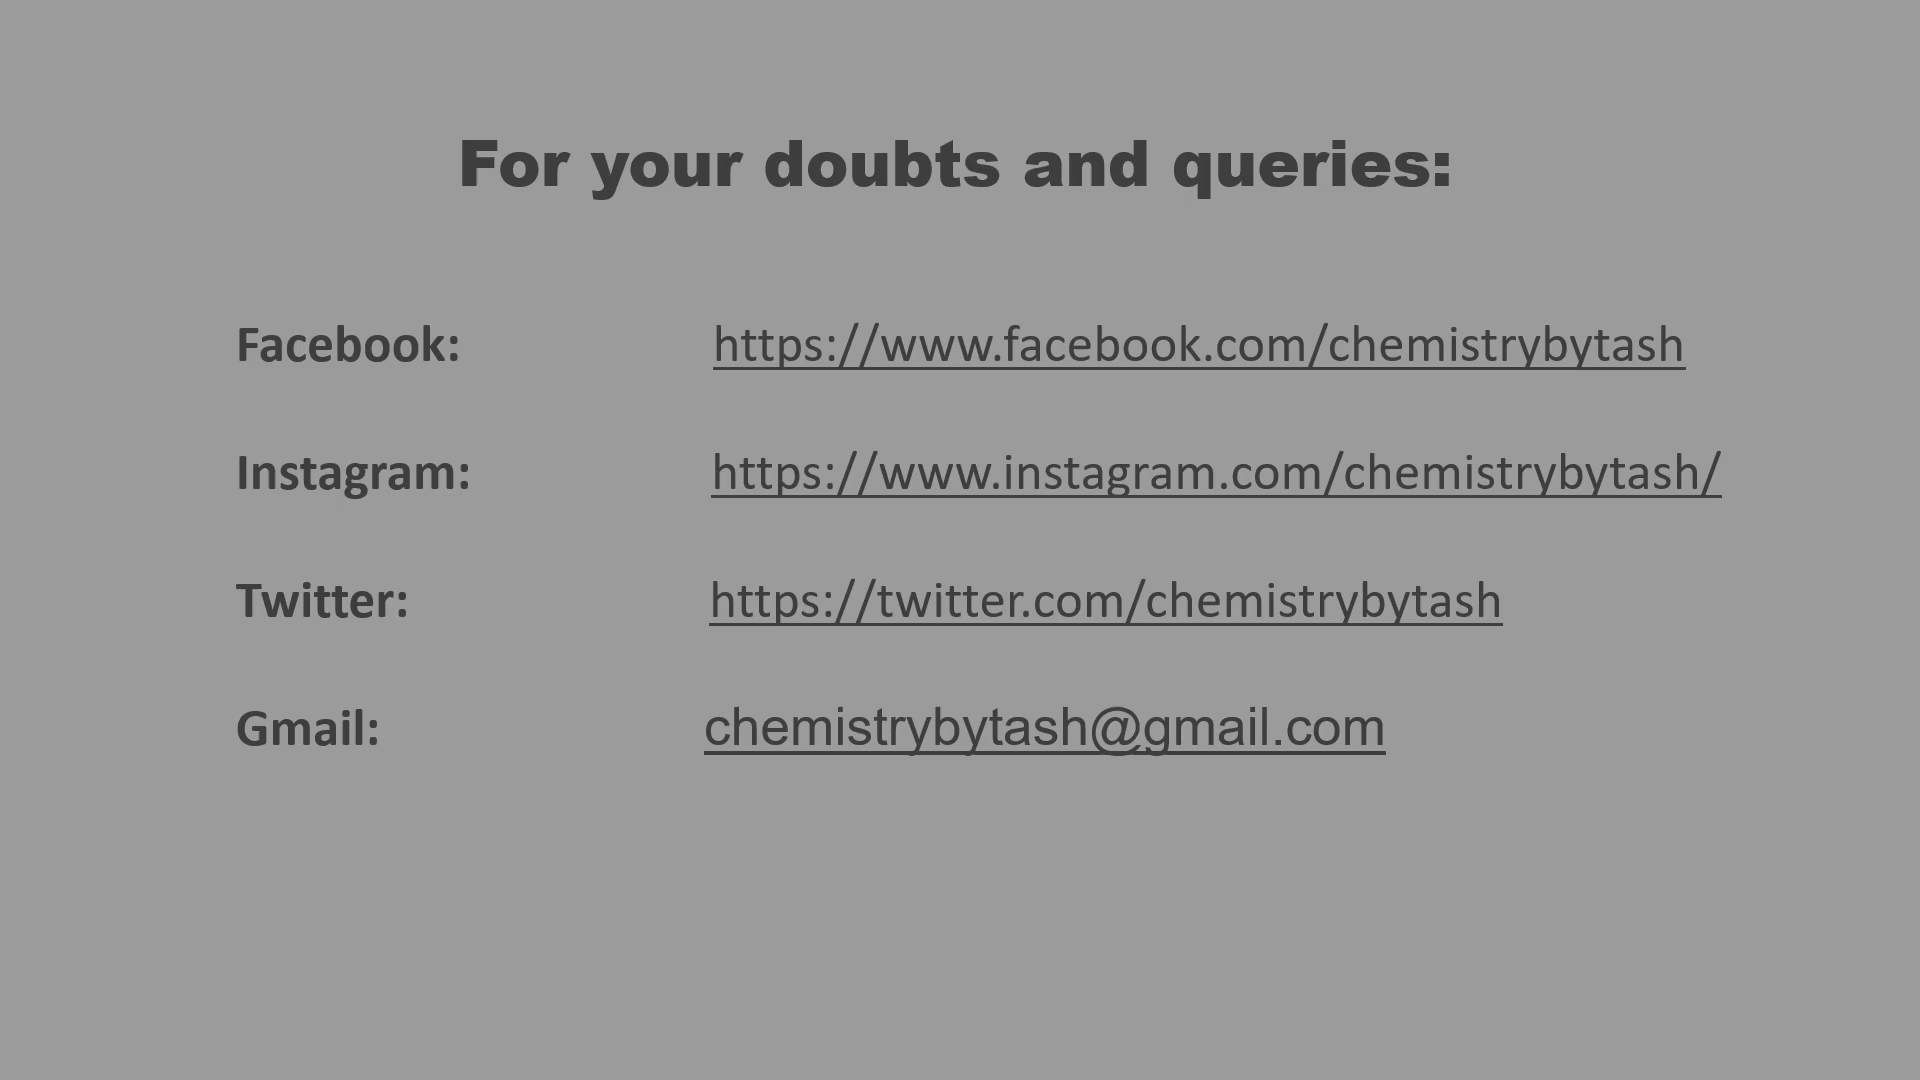 For your doubts and queries:
Facebook: https://www.facebook.com/chemistrybytash
Instagram: https://www.instagram.com/chemistrybytash/
Twitter: https://twitter.com/chemistrybytash
Gmail: chemistrybytash@gmail.com